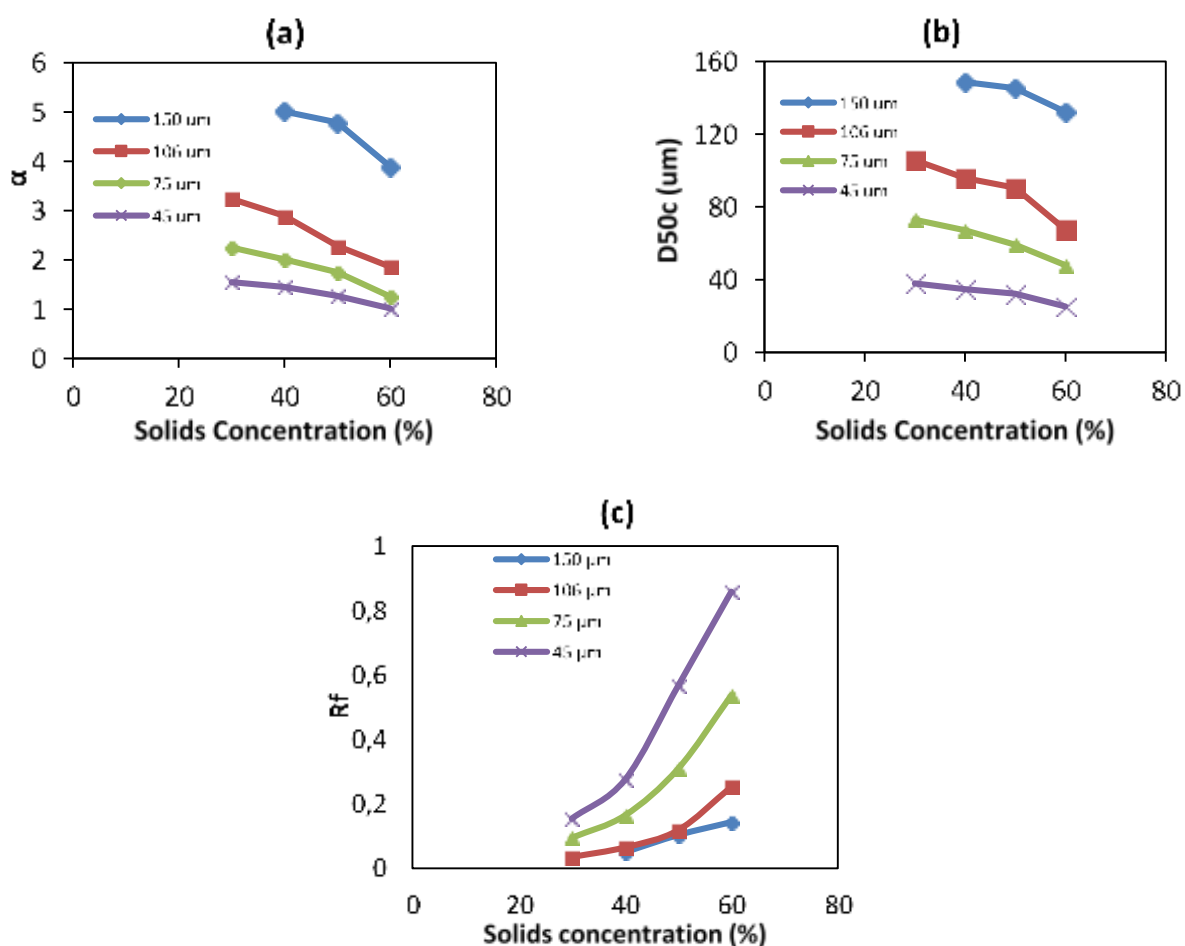 (a)
6
5
4
3
2
1
0
α
150 um
106 um
75 um
45 um
0 20 40 60 80
Solids Concentration (%)
(b)
160
120
80
40
0
D50c (um)
150 um
106 um
75 um
45 um
0 20 40 60 80
Solids Concentration (%)
(c)
1
0,8
0,6
0,4
0,2
0
Rf
150 µm
106 µm
75 µm
45 µm
0 20 40 60 80
Solids concentration (%)